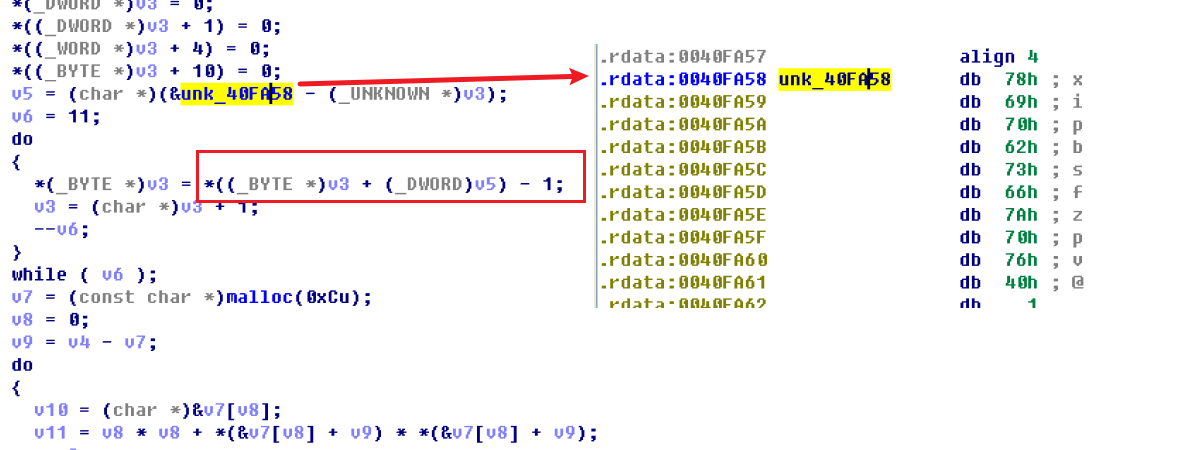 *(_DWORD *)v3 = 0;
*((_DWORD *)v3 + 1) = 0;
*((_WORD *)v3 + 4) = 0;
*((_BYTE *)v3 + 10) = 0;
v5 = (char *)(&unk_40FA58 - (_UNKNOWN *)v3);
v6 = 11;
do
{
*(_BYTE *)v3 = *((_BYTE *)v3 + (_DWORD)v5) - 1;
v3 = (char *)v3 + 1;
--v6;
}
while ( v6 );
v7 = (const char *)malloc(0xCu);
v8 = 0;
v9 = v4 - v7;
do
{
v10 = (char *)&v7[v8];
v11 = v8 * v8 + *(&v7[v8] + v9) * *(&v7[v8] + v9);
.rdata:0040FA57 align 4
.rdata:0040FA58 unk_40FA58 db 78h ; x
.rdata:0040FA59 db 69h ; i
.rdata:0040FA5A db 70h ; p
.rdata:0040FA5B db 62h ; b
.rdata:0040FA5C db 73h ; s
.rdata:0040FA5D db 66h ; f
.rdata:0040FA5E db 7Ah ; z
.rdata:0040FA5F db 70h ; p
.rdata:0040FA60 db 76h ; v
.rdata:0040FA61 db 40h ; @
.rdata:0040FA62 db 1